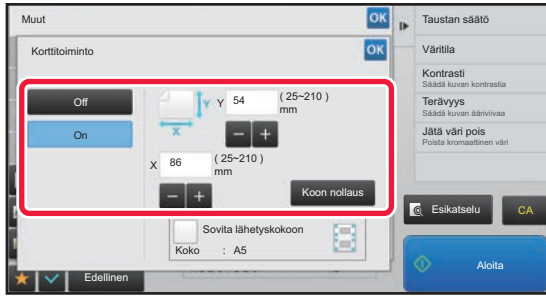 Muut
OK
Korttitoiminto
OK
Off
On
Y
X
Y 54 ( 25~210 )
mm
X 86 ( 25~210 )
mm
Koon nollaus
Sovita lähetyskokoon
Koko : A5
Edellinen
Taustan säätö
Väritila
Kontrasti
Säädä kuvan kontrastia
Terävyys
Säädä kuvan ääriviivaa
Jätä väri pois
Poista kromaattinen väri
Esikatselu
CA
Aloita